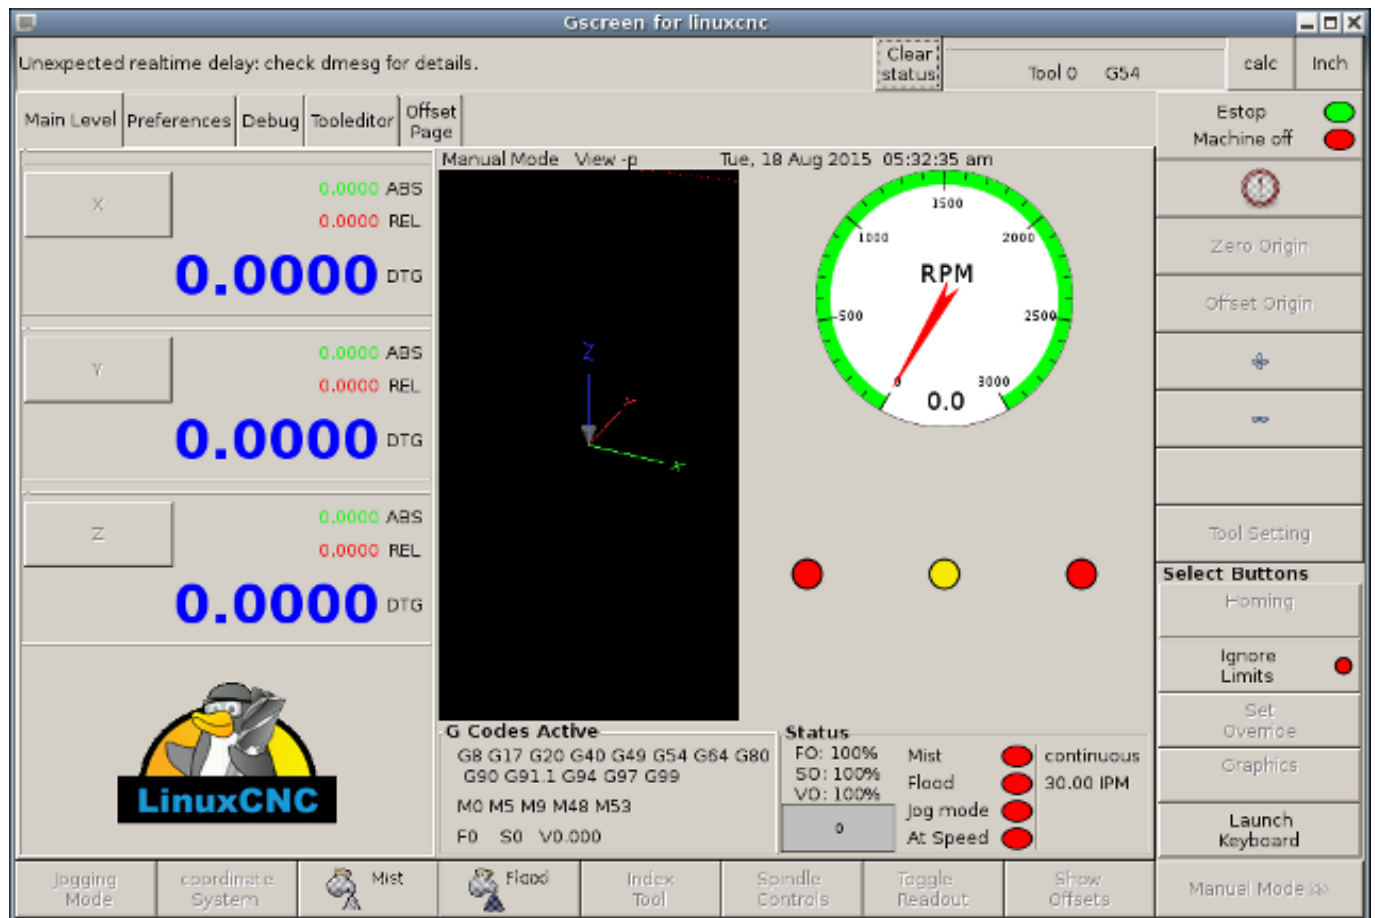 Gscreen for linuxcnc
Unexpected realtime delay: check dmesg for details.
Clear
status
Tool 0 G54
calc
Inch
Main Level
Preferences
Debug
Tooleditor
Offset
Page
Estop
Machine off
Manual Mode View -p Tue, 18 Aug 2015 05:32:35 am
X
0.0000 ABS
0.0000 REL
0.0000 DTG
Y
0.0000 ABS
0.0000 REL
0.0000 DTG
Z
0.0000 ABS
0.0000 REL
0.0000 DTG
LinuxCNC
Z
Y
X
1500
1000
2000
RPM
500
2500
0
3000
0.0
G Codes Active
G8 G17 G20 G40 G49 G54 G64 G80
G90 G91.1 G94 G97 G99
M0 M5 M9 M48 M53
F0 S0 V0.000
Status
FO: 100%
SO: 100%
VO: 100%
0
Mist
Flood
Jog mode
At Speed
continuous
30.00 IPM
Zero Origin
Offset Origin
Tool Setting
Select Buttons
Homing
Ignore
Limits
Set
Override
Graphics
Launch
Keyboard
Jogging
Mode
coordinate
System
Mist
Flood
Index
Tool
Spindle
Controls
Toggle
Readout
Show
Offsets
Manual Mode >>